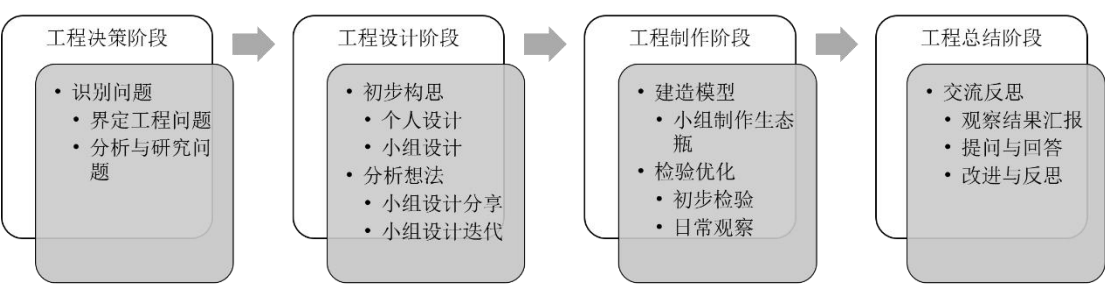 工程决策阶段
• 识别问题
• 界定工程问题
• 分析与研究问
题
工程设计阶段
• 初步构思
• 个人设计
• 小组设计
• 分析想法
• 小组设计分享
• 小组设计迭代
工程制作阶段
• 建造模型
• 小组制作生态
瓶
• 检验优化
• 初步检验
• 日常观察
工程总结阶段
• 交流反思
• 观察结果汇报
• 提问与回答
• 改进与反思